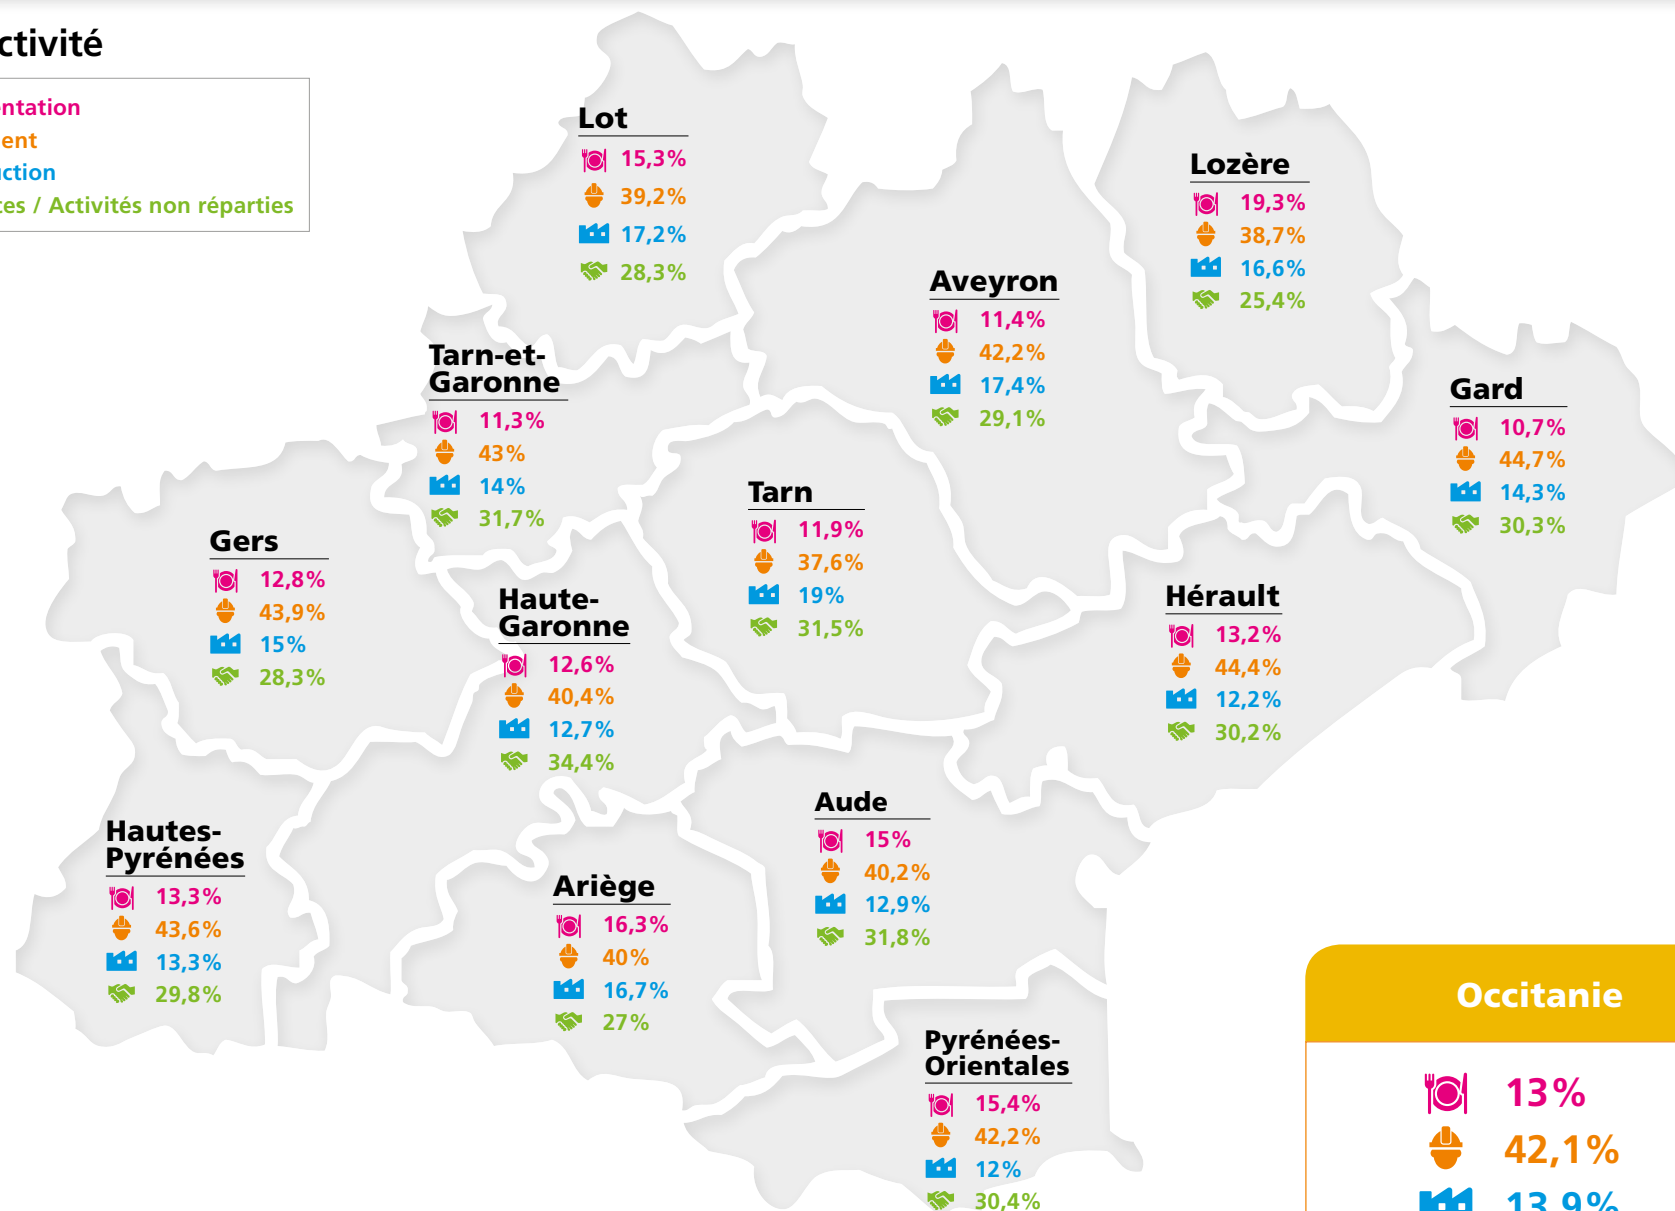 ctivité
ntation
ent
ction
ces / Activités non réparties
Lot
15,3%
39,2%
17,2%
28,3%
Lozère
19,3%
38,7%
16,6%
25,4%
Aveyron
11,4%
42,2%
17,4%
29,1%
Tarn-et-
Garonne
11,3%
43%
14%
31,7%
Gard
10,7%
44,7%
14,3%
30,3%
Tarn
11,9%
37,6%
19%
31,5%
Gers
12,8%
43,9%
15%
28,3%
Haute-
Garonne
12,6%
40,4%
12,7%
34,4%
Hérault
13,2%
44,4%
12,2%
30,2%
Hautes-
Pyrénées
13,3%
43,6%
13,3%
29,8%
Ariège
16,3%
40%
16,7%
27%
Aude
15%
40,2%
12,9%
31,8%
Pyrénées-
Orientales
15,4%
42,2%
12%
30,4%
Occitanie
13%
42,1%
13,9%